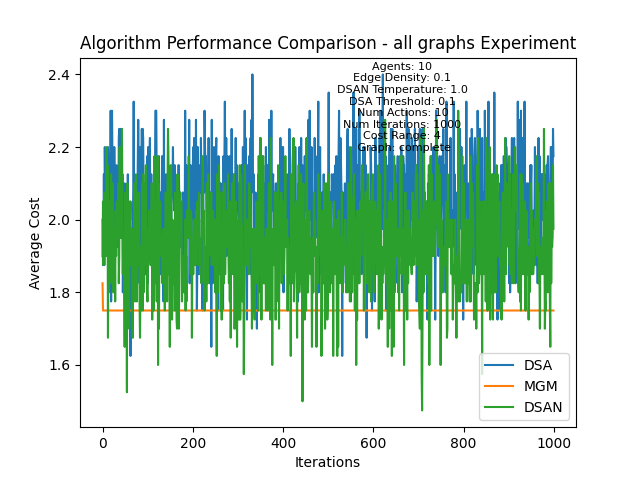 Algorithm Performance Comparison - all graphs Experiment
Agents: 10
Edge Density: 0.1
DSAN Temperature: 1.0
DSA Threshold: 0.1
Num Actions: 10
Num Iterations: 1000
Cost Range: 4
Graph: complete
2.4
2.2
2.0
1.8
1.6
Average Cost
0
200
400
600
800
1000
Iterations
DSA
MGM
DSAN